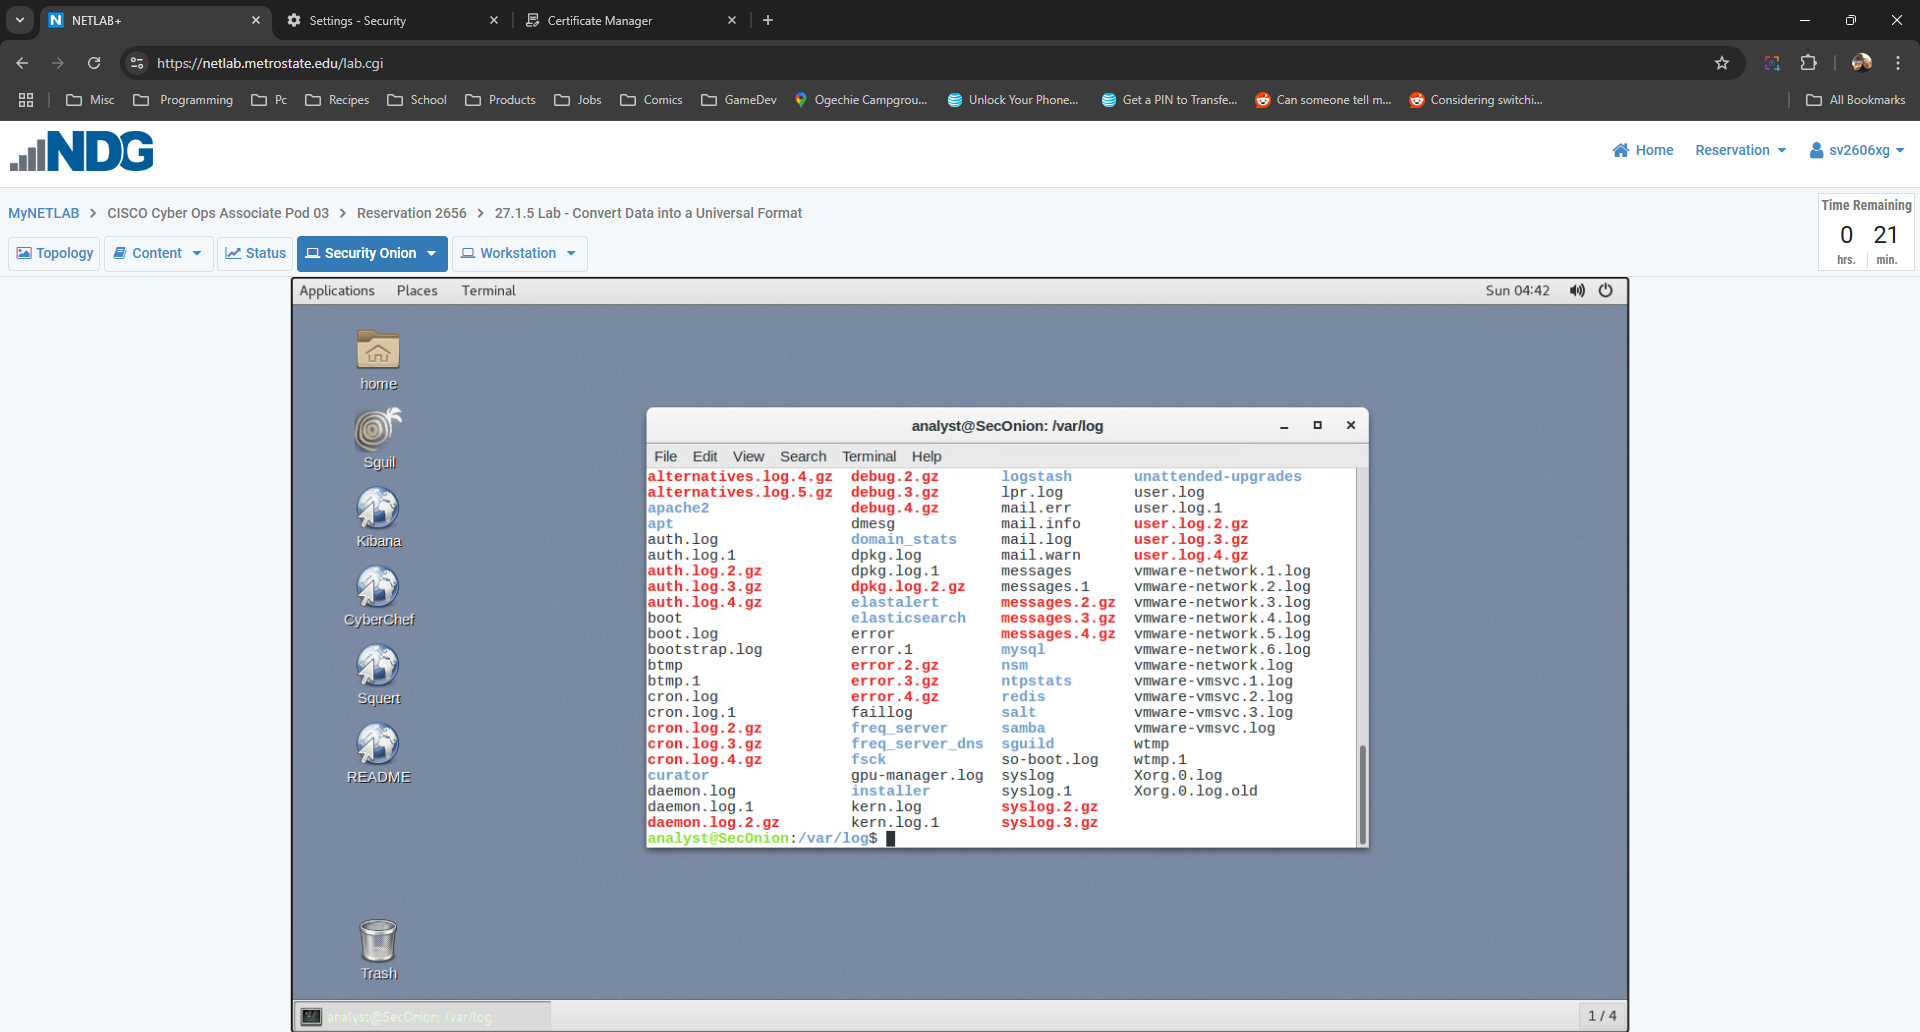 NETLAB+
Settings - Security
Certificate Manager
https://netlab.metrostate.edu/lab.cgi
Misc Programming Pc Recipes School Products Jobs Comics GameDev Ogechie Campgrou... Unlock Your Phone... Get a PIN to Transfe... Can someone tell m... Considering switchi... All Bookmarks
NDG
Home Reservation sv2606xg
MyNETLAB > CISCO Cyber Ops Associate Pod 03 > Reservation 2656 > 27.1.5 Lab - Convert Data into a Universal Format
Time Remaining
0 21
hrs. min.
Topology Content Status Security Onion Workstation
Applications Places Terminal Sun 04:42
home
Sguil
Kibana
CyberChef
Squert
README
Trash
analyst@SecOnion: /var/log
File Edit View Search Terminal Help
alternatives.log.4.gz debug.2.gz logstash unattended-upgrades
alternatives.log.5.gz debug.3.gz lpr.log user.log
apache2 debug.4.gz mail.err user.log.1
apt dmesg mail.info user.log.2.gz
auth.log domain_stats mail.log user.log.3.gz
auth.log.1 dpkg.log mail.warn user.log.4.gz
auth.log.2.gz dpkg.log.1 messages vmware-network.1.log
auth.log.3.gz dpkg.log.2.gz messages.1 vmware-network.2.log
auth.log.4.gz elastalert messages.2.gz vmware-network.3.log
boot elasticsearch messages.3.gz vmware-network.4.log
boot.log error messages.4.gz vmware-network.5.log
bootstrap.log error.1 mysql vmware-network.6.log
btmp error.2.gz nsm vmware-network.log
btmp.1 error.3.gz ntpstats vmware-vmsvc.1.log
cron.log error.4.gz redis vmware-vmsvc.2.log
cron.log.1 faillog salt vmware-vmsvc.3.log
cron.log.2.gz freq_server samba vmware-vmsvc.log
cron.log.3.gz freq_server_dns sguild wtmp
cron.log.4.gz fsck so-boot.log wtmp.1
curator gpu-manager.log syslog Xorg.0.log
daemon.log installer syslog.1 Xorg.0.log.old
daemon.log.1 kern.log syslog.2.gz
daemon.log.2.gz kern.log.1 syslog.3.gz
analyst@SecOnion:/var/log$
analyst@SecOnion: /var/log
1 / 4